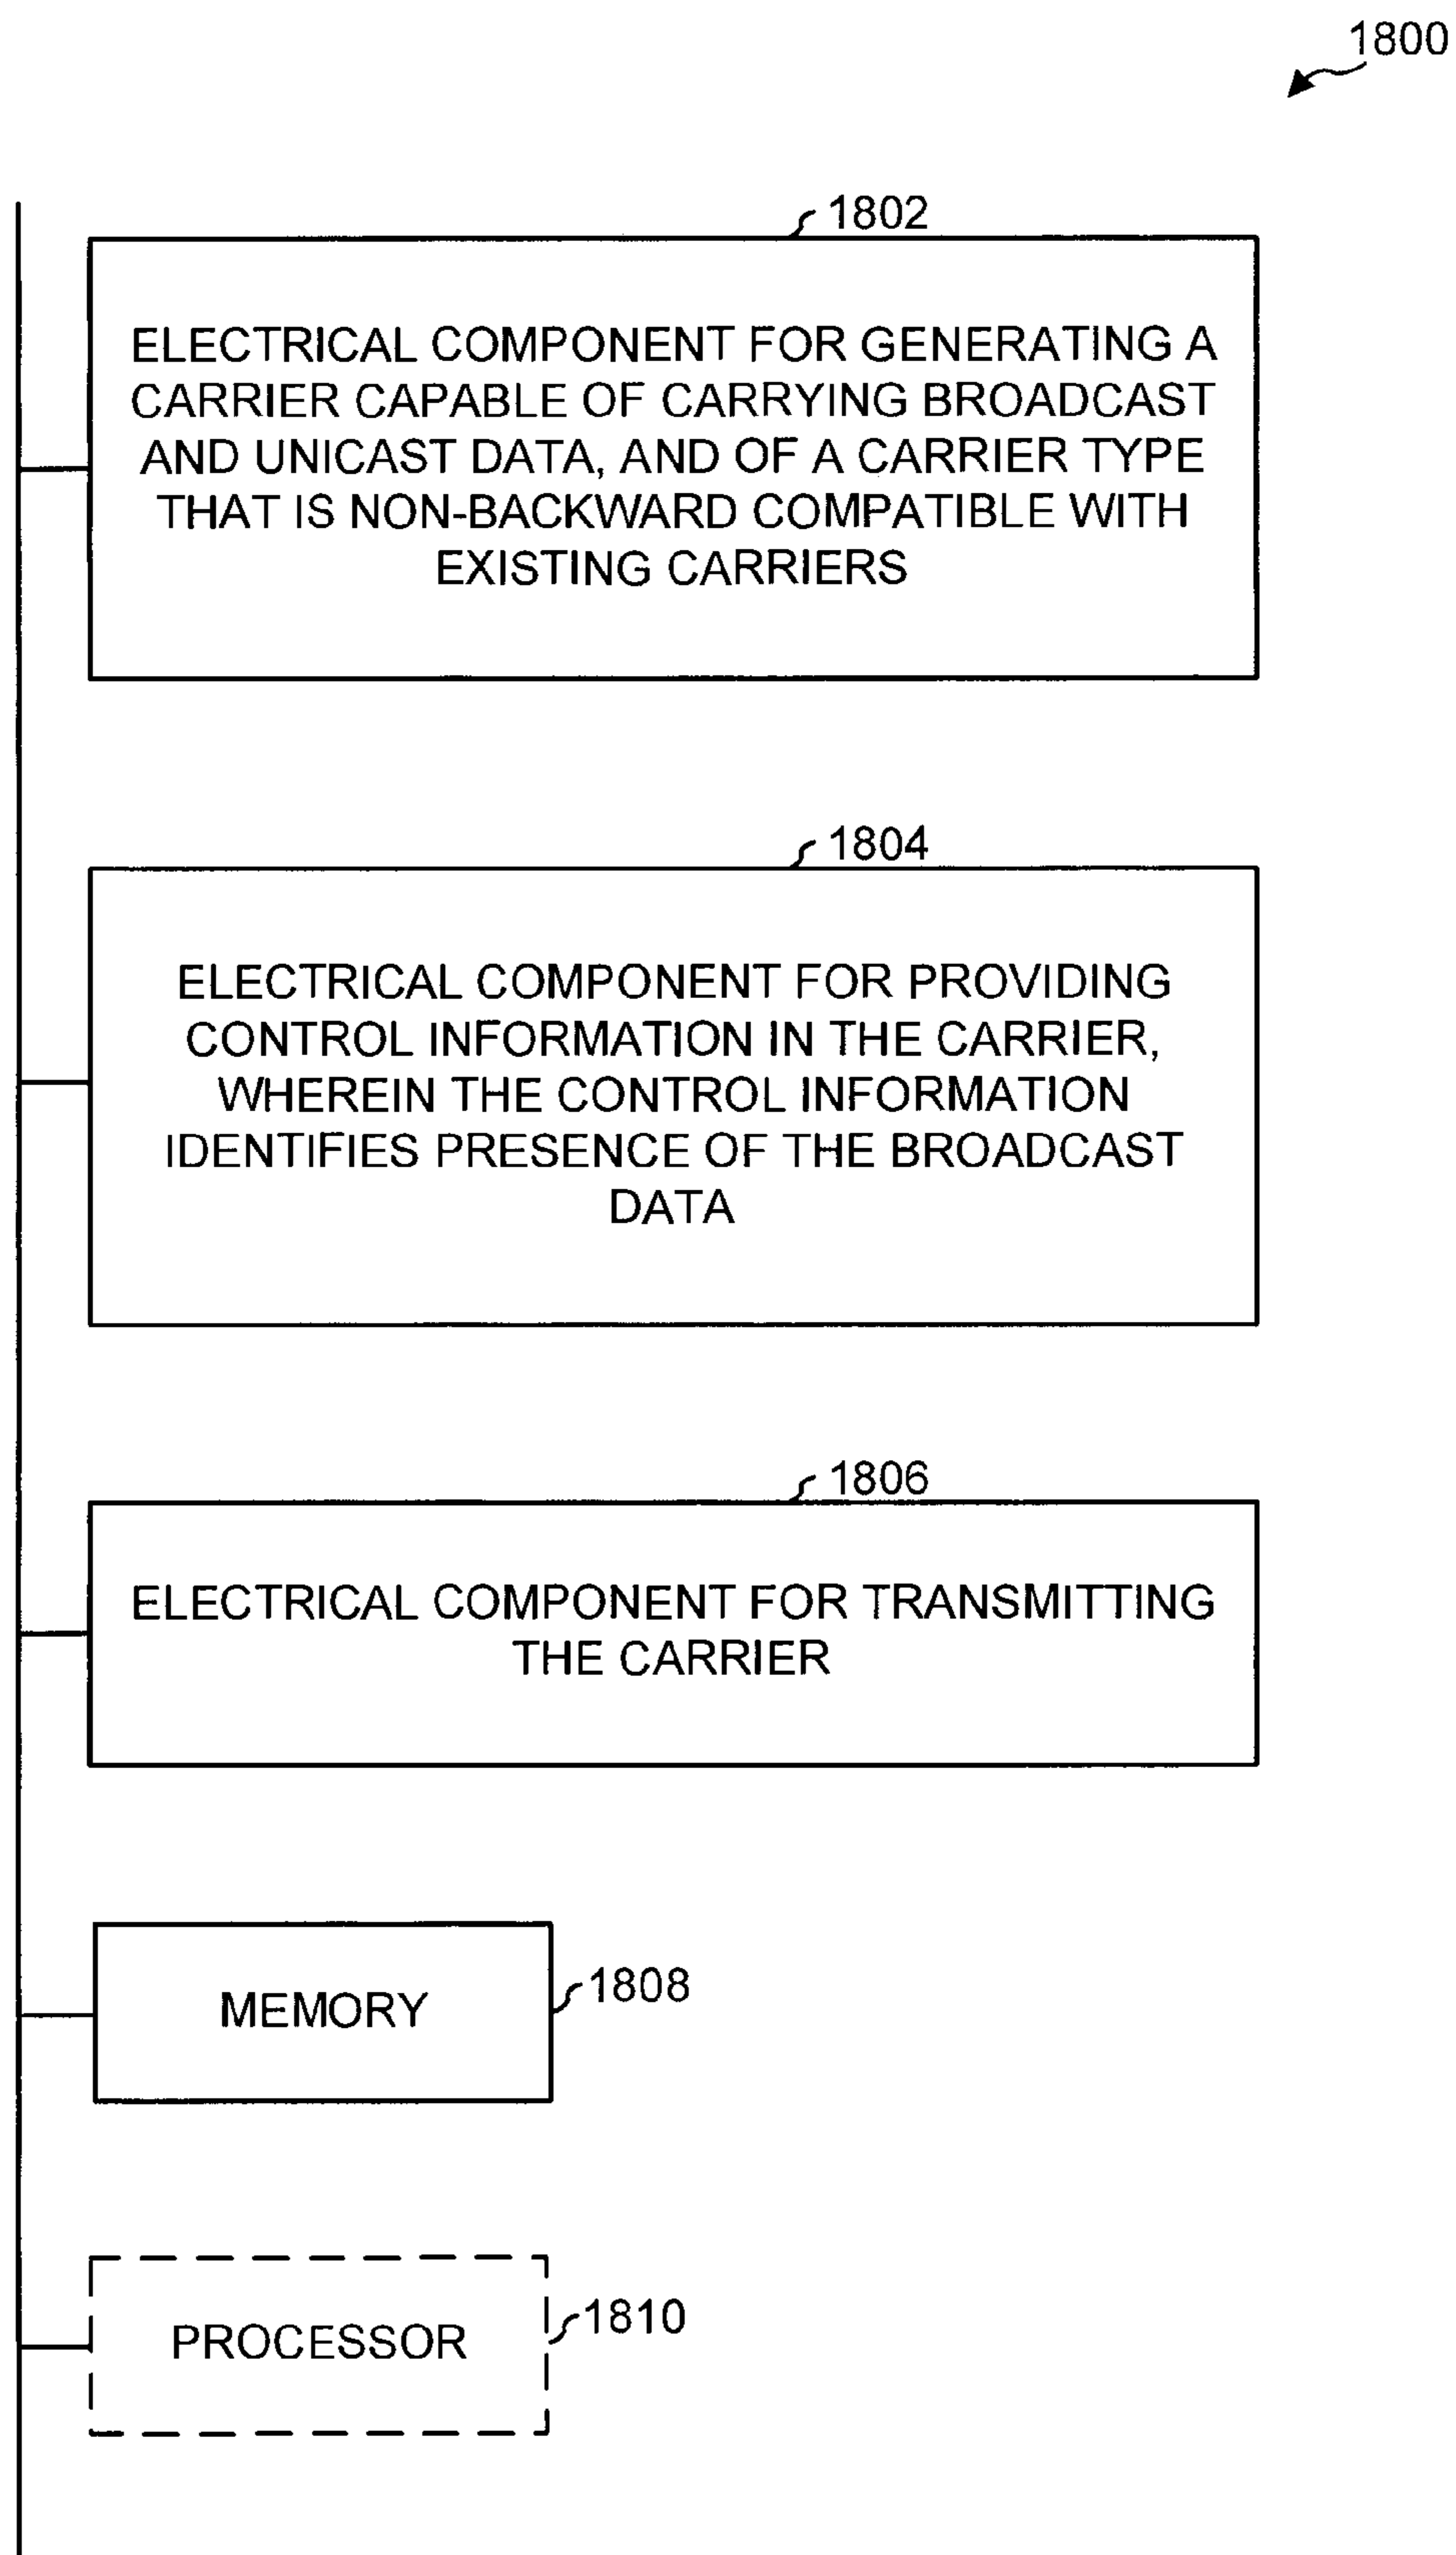 1800
1802
ELECTRICAL COMPONENT FOR GENERATING A
CARRIER CAPABLE OF CARRYING BROADCAST
AND UNICAST DATA, AND OF A CARRIER TYPE
THAT IS NON-BACKWARD COMPATIBLE WITH
EXISTING CARRIERS
1804
ELECTRICAL COMPONENT FOR PROVIDING
CONTROL INFORMATION IN THE CARRIER,
WHEREIN THE CONTROL INFORMATION
IDENTIFIES PRESENCE OF THE BROADCAST
DATA
1806
ELECTRICAL COMPONENT FOR TRANSMITTING
THE CARRIER
MEMORY
1808
PROCESSOR
1810